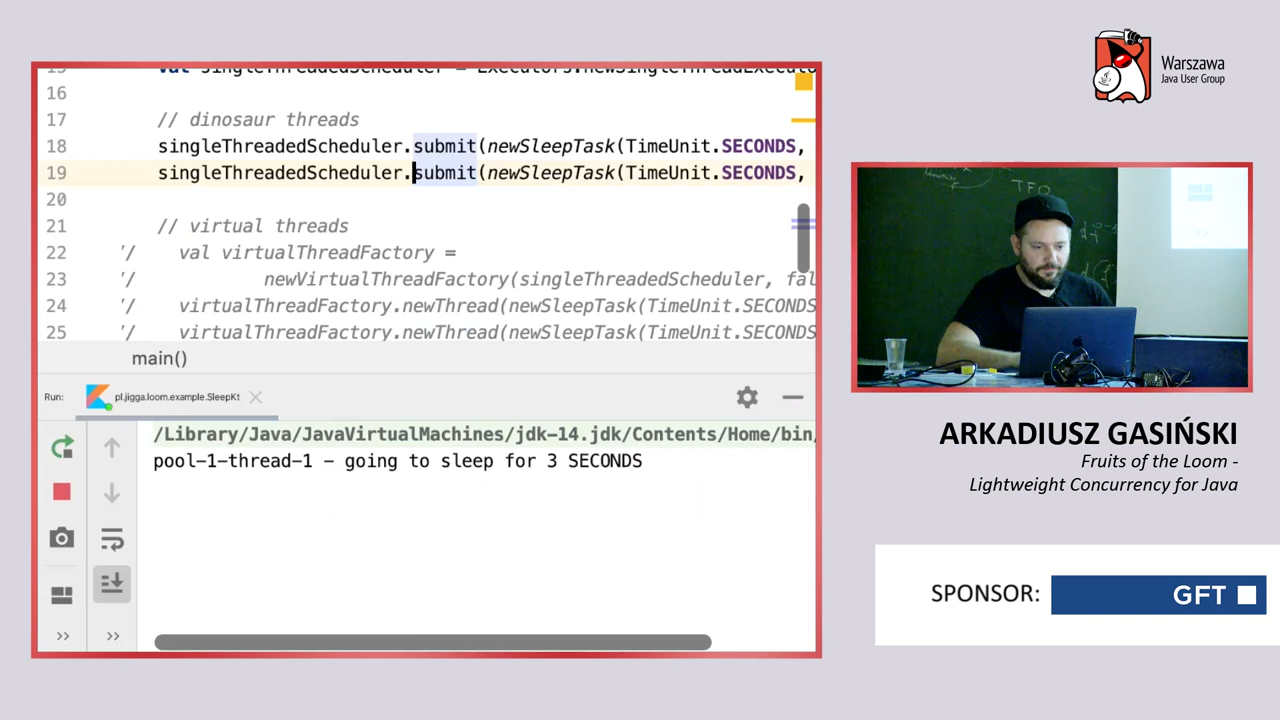 16
17 // dinosaur threads
18 singleThreadedScheduler.submit(newSleepTask(TimeUnit.SECONDS,
19 singleThreadedScheduler.submit(newSleepTask(TimeUnit.SECONDS,
20
21 // virtual threads
22 // val virtualThreadFactory =
23 // newVirtualThreadFactory(singleThreadedScheduler, fal
24 // virtualThreadFactory.newThread(newSleepTask(TimeUnit.SECONDS
25 // virtualThreadFactory.newThread(newSleepTask(TimeUnit.SECONDS
main()
Run: pl.jigga.loom.example.SleepKt
/Library/Java/JavaVirtualMachines/jdk-14.jdk/Contents/Home/bin/
pool-1-thread-1 - going to sleep for 3 SECONDS
Warszawa
Java User Group
TFO
ARKADIUSZ GASIŃSKI
Fruits of the Loom -
Lightweight Concurrency for Java
SPONSOR: GFT